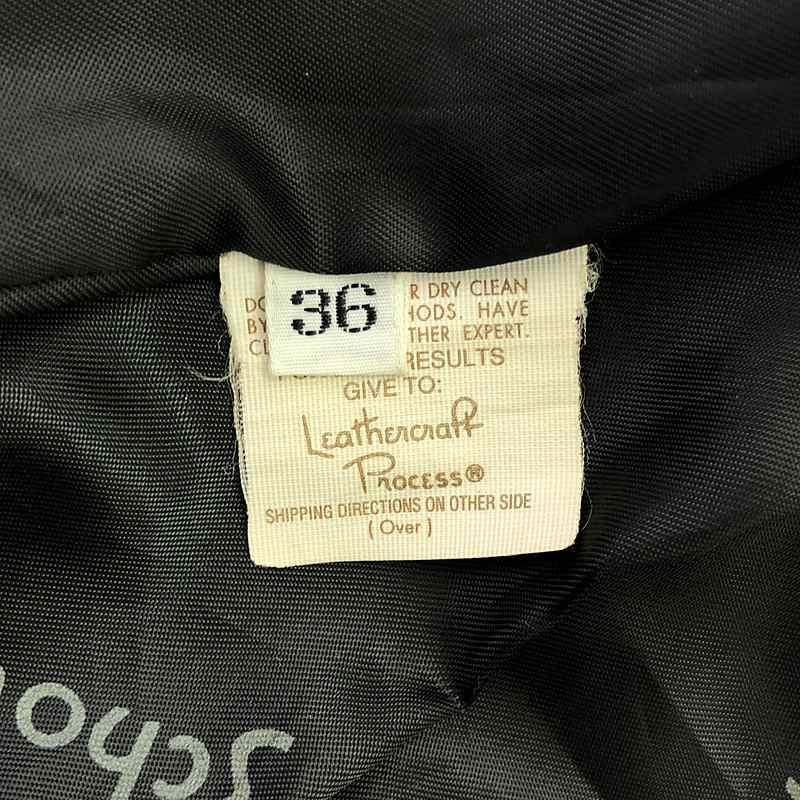 36
R DRY CLEAN
BY HODS. HAVE
THER EXPERT.
RESULTS
GIVE TO:
Leathercraft
Process®
SHIPPING DIRECTIONS ON OTHER SIDE
( Over )
Scho